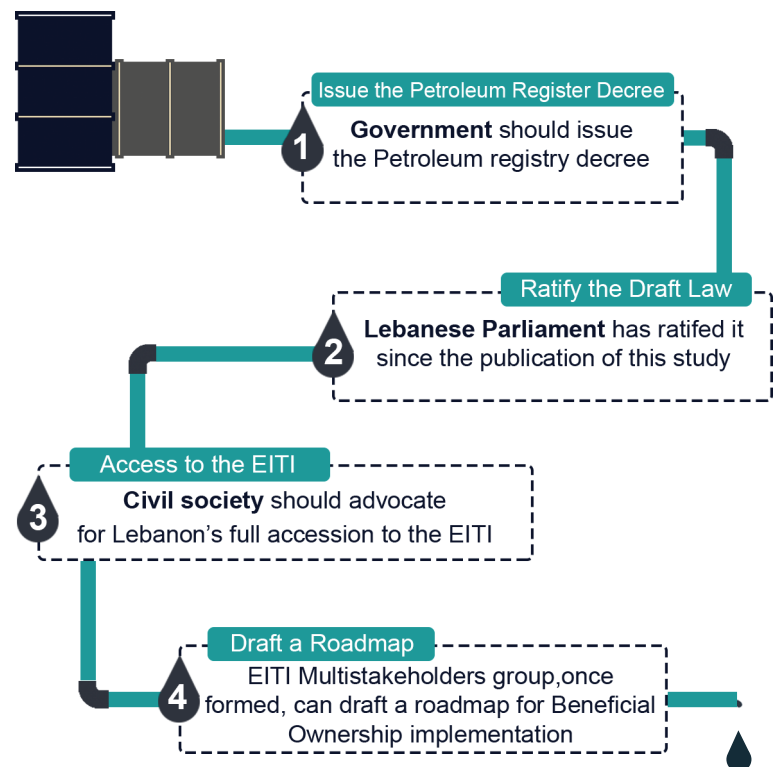 Issue the Petroleum Register Decree
1
Government should issue
the Petroleum registry decree
Ratify the Draft Law
2
Lebanese Parliament has ratifed it
since the publication of this study
Access to the EITI
3
Civil society should advocate
for Lebanon’s full accession to the EITI
Draft a Roadmap
4
EITI Multistakeholders group,once
formed, can draft a roadmap for Beneficial
Ownership implementation